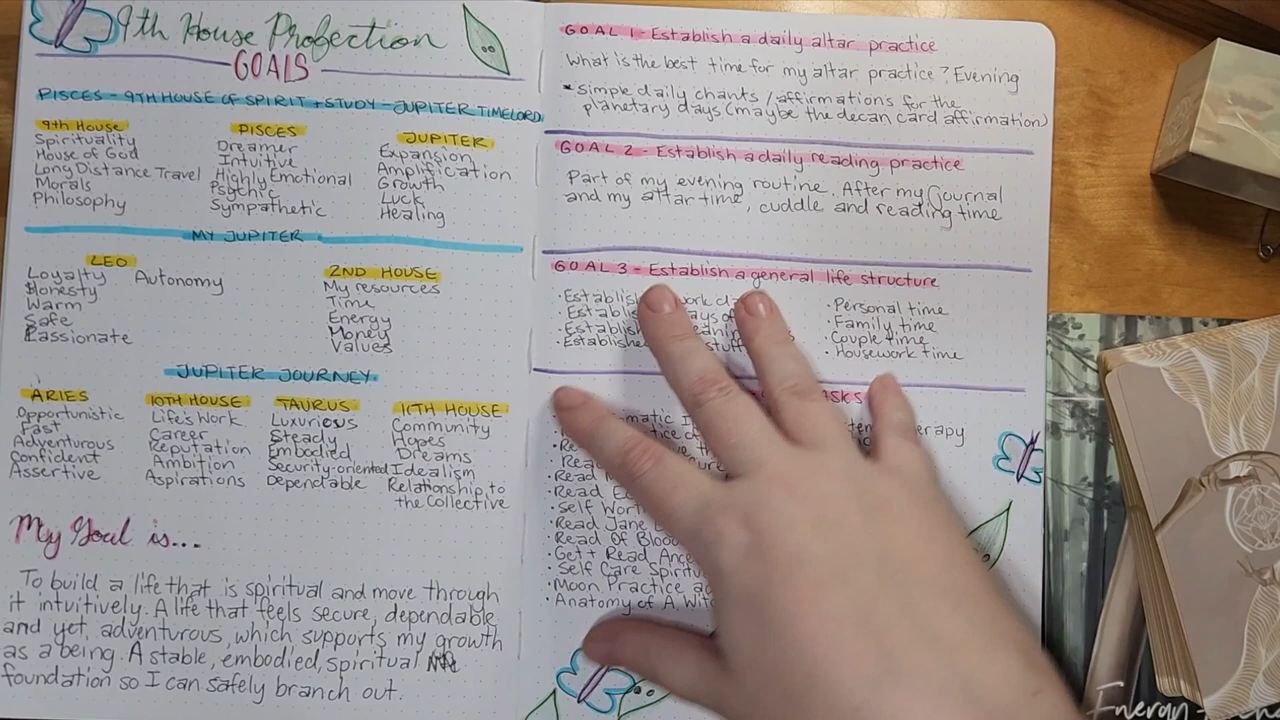 9th House Profection
GOALS
PISCES - 9TH HOUSE OF SPIRIT + STUDY - JUPITER TIMELORD
9th House
Spirituality
House of God
Long Distance Travel
Morals
Philosophy
PISCES
Dreamer
Intuitive
Highly Emotional
Psychic
Sympathetic
JUPITER
Expansion
Amplification
Growth
Luck
Healing
MY JUPITER
LEO
Loyalty Autonomy
Honesty
Warm
Safe
Passionate
2ND HOUSE
My resources
Time
Energy
Money
Values
JUPITER JOURNEY
ARIES
Opportunistic
Fast
Adventurous
Confident
Assertive
10TH HOUSE
Life's Work
Career
Reputation
Ambition
Aspirations
TAURUS
Luxurious
Steady
Embodied
Security-oriented
Dependable
11TH HOUSE
Community
Hopes
Dreams
Idealism
Relationship to
the Collective
My Goal is...
To build a life that is spiritual and move through
it intuitively. A life that feels secure, dependable
and yet, adventurous, which supports my growth
as a being. A stable, embodied, spiritual
foundation so I can safely branch out.
GOAL 1 - Establish a daily altar practice
What is the best time for my altar practice? Evening
* simple daily chants / affirmations for the
planetary days (maybe the decan card affirmation)
GOAL 2 - Establish a daily reading practice
Part of my evening routine. After my journal
and my altar time, cuddle and reading time
GOAL 3 - Establish a general life structure
· Establish work
· Establish
· Establish
· Establish stuff
· Personal time
· Family time
· Couple time
· Housework time
· Read
· Read
· Self
· Read Jane
· Read Of Blood
· Get + Read
· Self Care
· Moon Practice
· Anatomy of A